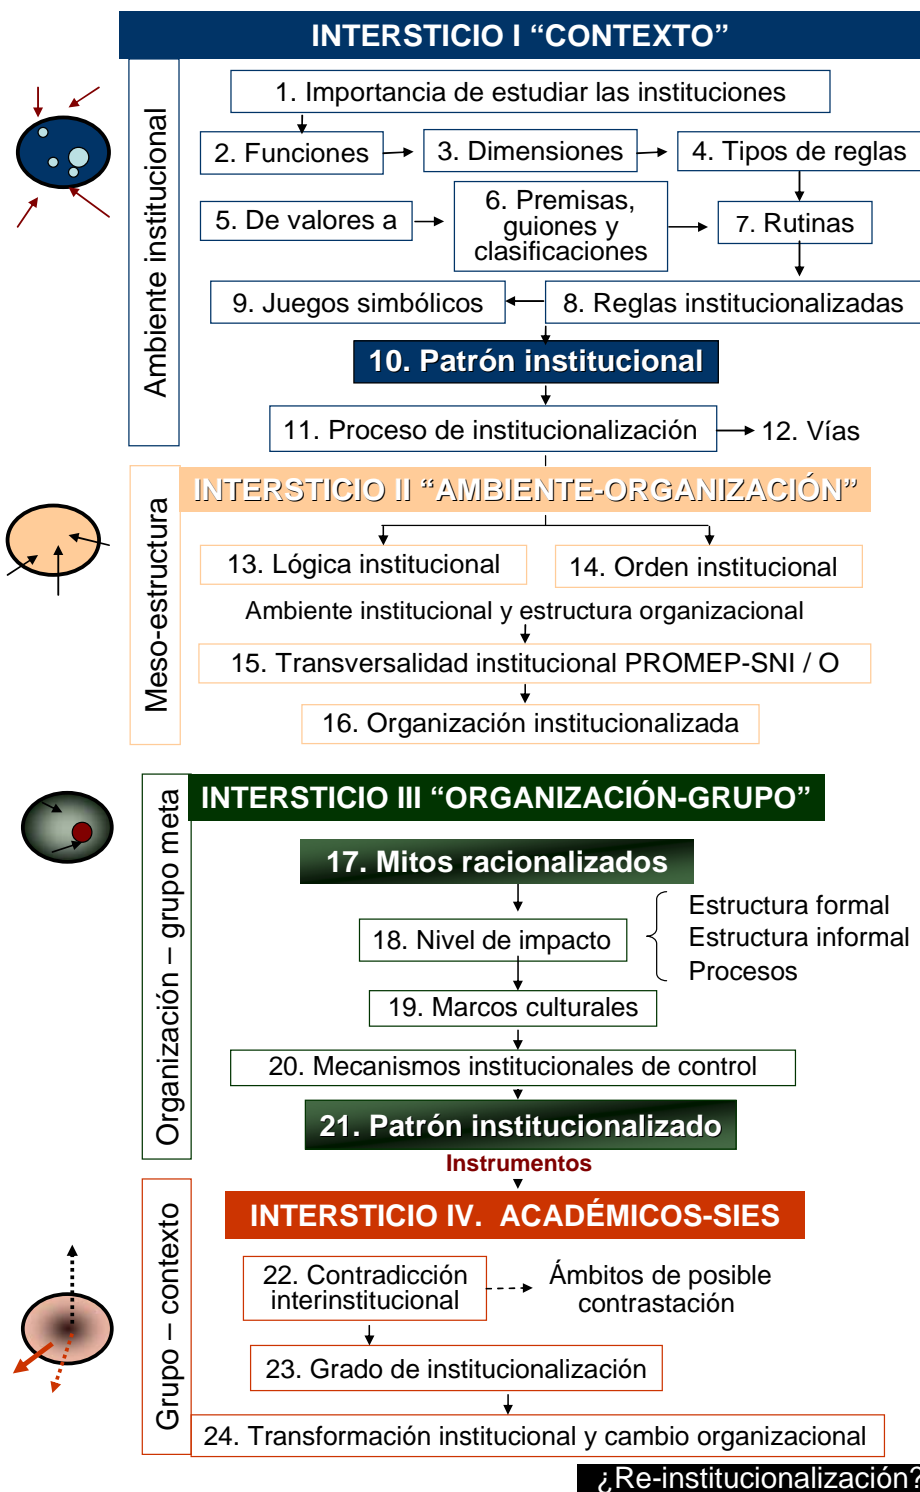 INTERSTICIO I “CONTEXTO”
Ambiente institucional
1. Importancia de estudiar las instituciones
2. Funciones
3. Dimensiones
4. Tipos de reglas
5. De valores a
6. Premisas,
guiones y
clasificaciones
7. Rutinas
9. Juegos simbólicos
8. Reglas institucionalizadas
10. Patrón institucional
11. Proceso de institucionalización
12. Vías
INTERSTICIO II “AMBIENTE-ORGANIZACIÓN”
Meso-estructura
13. Lógica institucional
14. Orden institucional
Ambiente institucional y estructura organizacional
15. Transversalidad institucional PROMEP-SNI / O
16. Organización institucionalizada
INTERSTICIO III “ORGANIZACIÓN-GRUPO”
Organización – grupo meta
17. Mitos racionalizados
18. Nivel de impacto
Estructura formal
Estructura informal
Procesos
19. Marcos culturales
20. Mecanismos institucionales de control
21. Patrón institucionalizado
Instrumentos
INTERSTICIO IV. ACADÉMICOS-SIES
Grupo – contexto
22. Contradicción
interinstitucional
Ámbitos de posible
contrastación
23. Grado de institucionalización
24. Transformación institucional y cambio organizacional
¿Re-institucionalización?